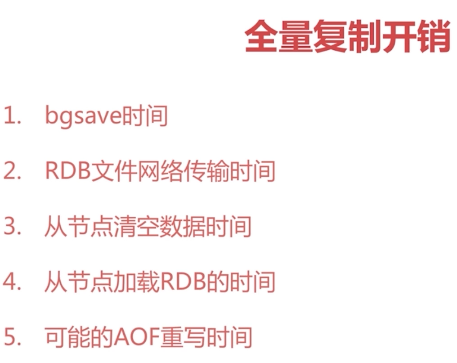 全量复制开销
1. bgsave时间
2. RDB文件网络传输时间
3. 从节点清空数据时间
4. 从节点加载RDB的时间
5. 可能的AOF重写时间